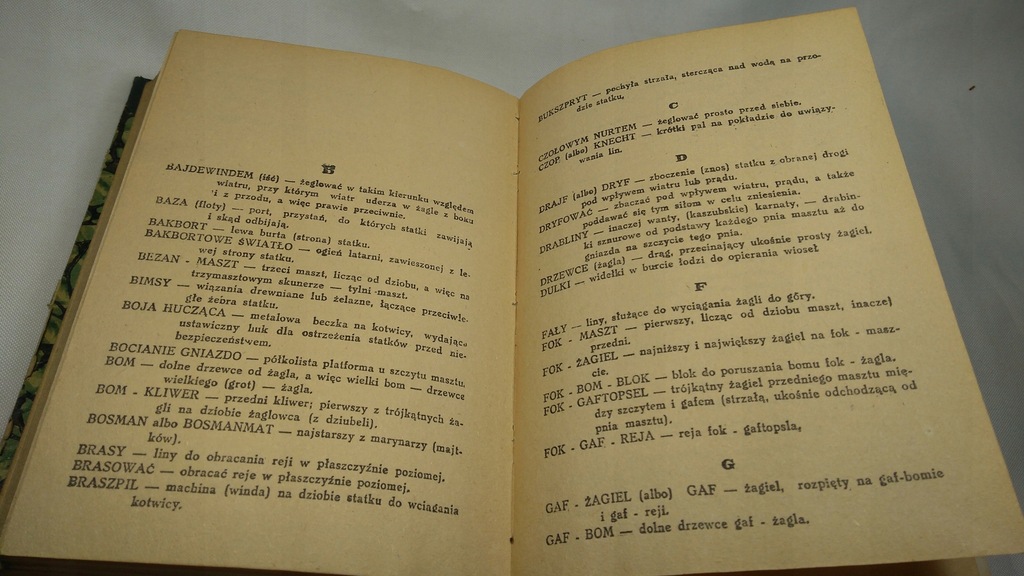 B
BAJDEWINDEM (iść) — żeglować w takim kierunku względem
wiatru, przy którym wiatr uderza w żagle z boku
i z przodu, a więc prawie przeciwnie.
BAZA (floty) — port, przystań, do których statki zawijają
i skąd odbijają.
BAKBORT — lewa burta (strona) statku.
BAKBORTOWE ŚWIATŁO — ogień latarni, zawieszonej z le-
wej strony statku.
BEZAN - MASZT — trzeci maszt, licząc od dziobu, a więc na
trzymasztowym skunerze — tylni maszt.
BIMSY — wiązania drewniane lub żelazne, łączące przeciwle-
głe żebra statku.
BOJA HUCZĄCA — metalowa beczka na kotwicy, wydająca
ustawiczny huk dla ostrzeżenia statków przed nie-
bezpieczeństwem.
BOCIANIE GNIAZDO — półkolista platforma u szczytu masztu.
BOM — dolne drzewce od żagla, a więc wielki bom — drzewce
wielkiego (grot) — żagla.
BOM - KLIWER — przedni kliwer; pierwszy z trójkątnych ża-
gli na dziobie żaglowca (z dziubeli).
BOSMAN albo BOSMANMAT — najstarszy z marynarzy (majt-
ków).
BRASY — liny do obracania reji w płaszczyźnie poziomej.
BRASOWAĆ — obracać reje w płaszczyźnie poziomej.
BRASZPIL — machina (winda) na dziobie statku do wciągania
kotwicy.
BUKSZPRYT — pochyła strzała, stercząca nad wodą na przo-
dzie statku.
C
CZOŁOWYM NURTEM — żeglować prosto przed siebie.
CZOP (albo) KNECHT — krótki pal na pokładzie do uwiązy-
wania lin.
D
DRAJF (albo) DRYF — zboczenie (znos) statku z obranej drogi
pod wpływem wiatru lub prądu.
DRYFOWAĆ — zbaczać pod wpływem wiatru, prądu, a także
poddawać się tym siłom w celu zniesienia.
DRABLINY — inaczej wanty, (kaszubskie) karnaty, — drabin-
ki sznurowe od podstawy każdego pnia masztu aż do
gniazda na szczycie tego pnia.
DRZEWCE (żagla) — drąg, przecinający ukośnie prosty żagiel.
DULKI — widełki w burcie łodzi do opierania wioseł
F
FAŁY — liny, służące do wyciągania żagli do góry.
FOK - MASZT — pierwszy, licząc od dziobu maszt, inaczej
przedni.
FOK - ŻAGIEL — najniższy i największy żagiel na fok - masz-
cie.
FOK - BOM - BLOK — blok do poruszania bomu fok - żagla.
FOK - GAFTOPSEL — trójkątny żagiel przedniego masztu mię-
dzy szczytem i gafem (strzałą, ukośnie odchodzącą od
pnia masztu).
FOK - GAF - REJA — reja fok - gaftopsla.
G
GAF - ŻAGIEL (albo) GAF — żagiel, rozpięty na gaf-bomie
i gaf - reji.
GAF - BOM — dolne drzewce gaf - żagla.